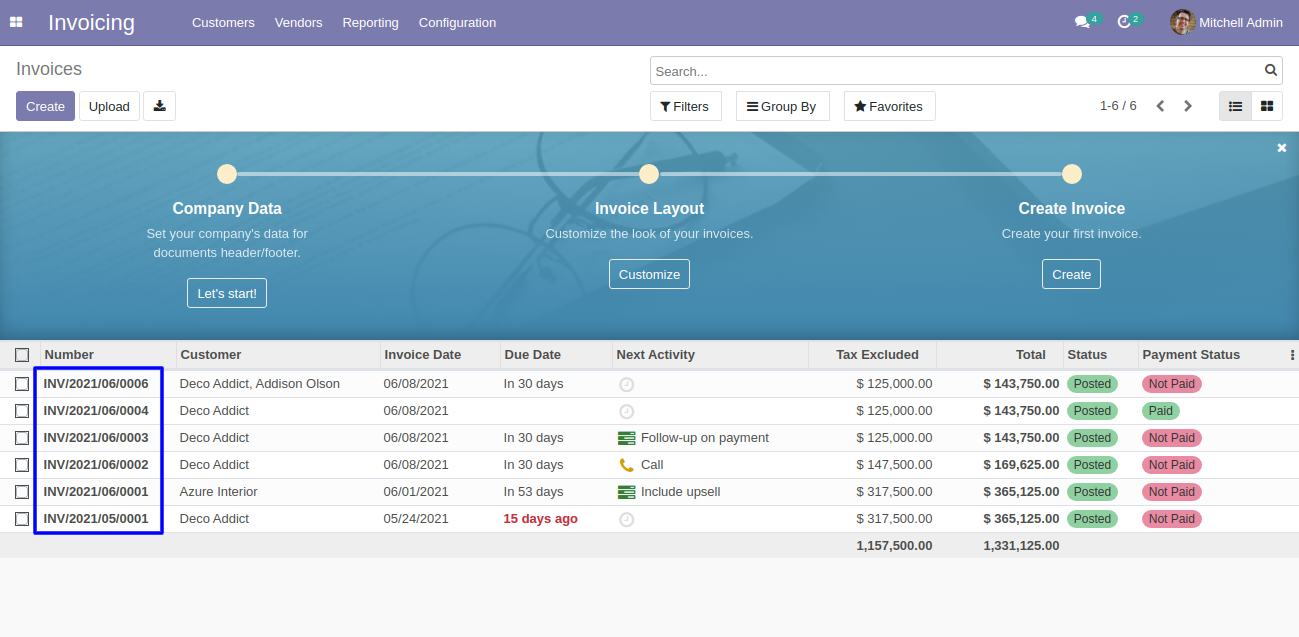 Invoicing Customers Vendors Reporting Configuration 4 2 Mitchell Admin
Invoices
Search...
Create Upload Filters Group By Favorites 1-6 / 6
Company Data Invoice Layout Create Invoice
Set your company's data for Customize the look of your invoices. Create your first invoice.
documents header/footer.
Let's start! Customize Create
Number Customer Invoice Date Due Date Next Activity Tax Excluded Total Status Payment Status
INV/2021/06/0006 Deco Addict, Addison Olson 06/08/2021 In 30 days $ 125,000.00 $ 143,750.00 Posted Not Paid
INV/2021/06/0004 Deco Addict 06/08/2021 $ 125,000.00 $ 143,750.00 Posted Paid
INV/2021/06/0003 Deco Addict 06/08/2021 In 30 days Follow-up on payment $ 125,000.00 $ 143,750.00 Posted Not Paid
INV/2021/06/0002 Deco Addict 06/08/2021 In 30 days Call $ 147,500.00 $ 169,625.00 Posted Not Paid
INV/2021/06/0001 Azure Interior 06/01/2021 In 53 days Include upsell $ 317,500.00 $ 365,125.00 Posted Not Paid
INV/2021/05/0001 Deco Addict 05/24/2021 15 days ago $ 317,500.00 $ 365,125.00 Posted Not Paid
1,157,500.00 1,331,125.00